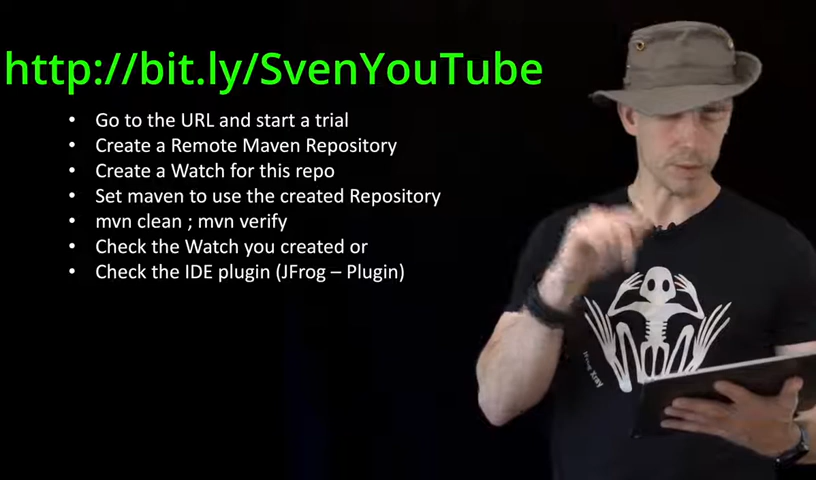 http://bit.ly/SvenYouTube
• Go to the URL and start a trial
• Create a Remote Maven Repository
• Create a Watch for this repo
• Set maven to use the created Repository
• mvn clean ; mvn verify
• Check the Watch you created or
• Check the IDE plugin (JFrog – Plugin)
JFrog Xray